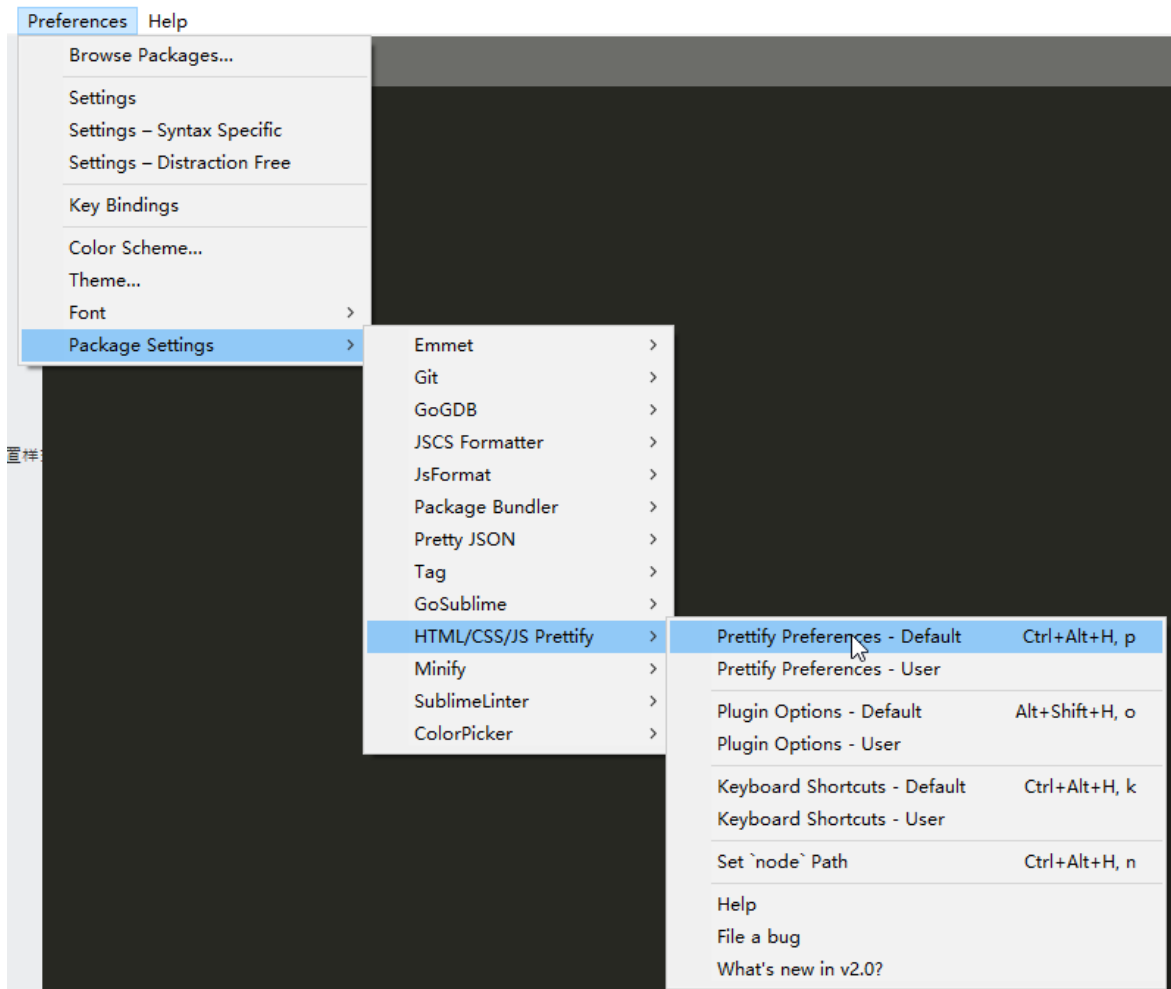 Preferences Help
Browse Packages...
Settings
Settings – Syntax Specific
Settings – Distraction Free
Key Bindings
Color Scheme...
Theme...
Font
Package Settings
Emmet
Git
GoGDB
JSCS Formatter
置样
JsFormat
Package Bundler
Pretty JSON
Tag
GoSublime
HTML/CSS/JS Prettify
Minify
SublimeLinter
ColorPicker
Prettify Preferences - Default Ctrl+Alt+H, p
Prettify Preferences - User
Plugin Options - Default Alt+Shift+H, o
Plugin Options - User
Keyboard Shortcuts - Default Ctrl+Alt+H, k
Keyboard Shortcuts - User
Set `node` Path Ctrl+Alt+H, n
Help
File a bug
What's new in v2.0?